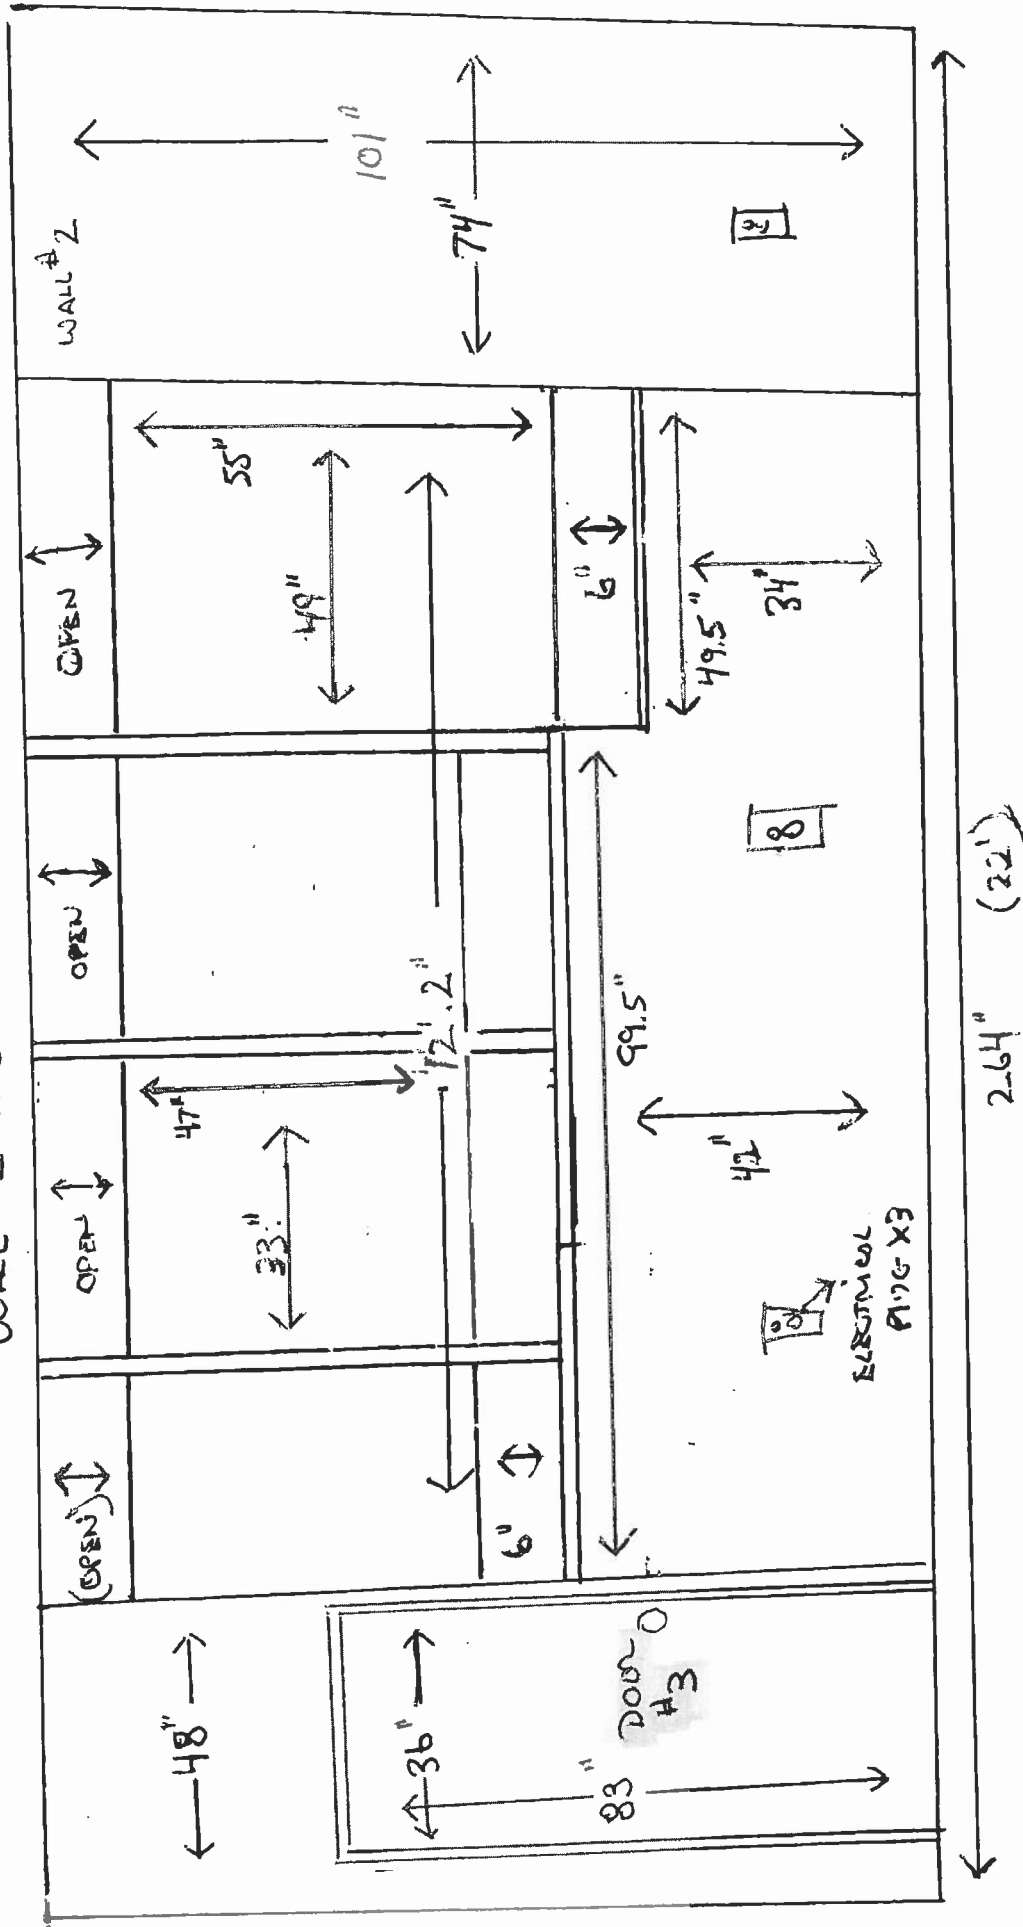 WALL #2
101"
74"
OPEN
55"
49"
6"
49.5"
34"
OPEN
8
OPEN
47"
33"
12'.2"
99.5"
42"
ELECTRICAL
PLUG X3
(OPEN)
6"
48"
36"
83"
DOOR
#3
264" (22')